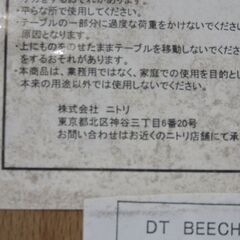 ・平らな所で使用してください。
・テーブルの一部分に過度な荷重をかけないでください
原因となります。
・上にものをのせたままテーブルを移動しないでください
をするおそれがあります。
・本商品は、業務用ではなく、家庭での使用を目的とし
本来の用途以外では使用しないでください。
株式会社 ニトリ
東京都北区神谷三丁目6番20号
お問い合わせはお近くのニトリ店舗にて承
DT BEECH